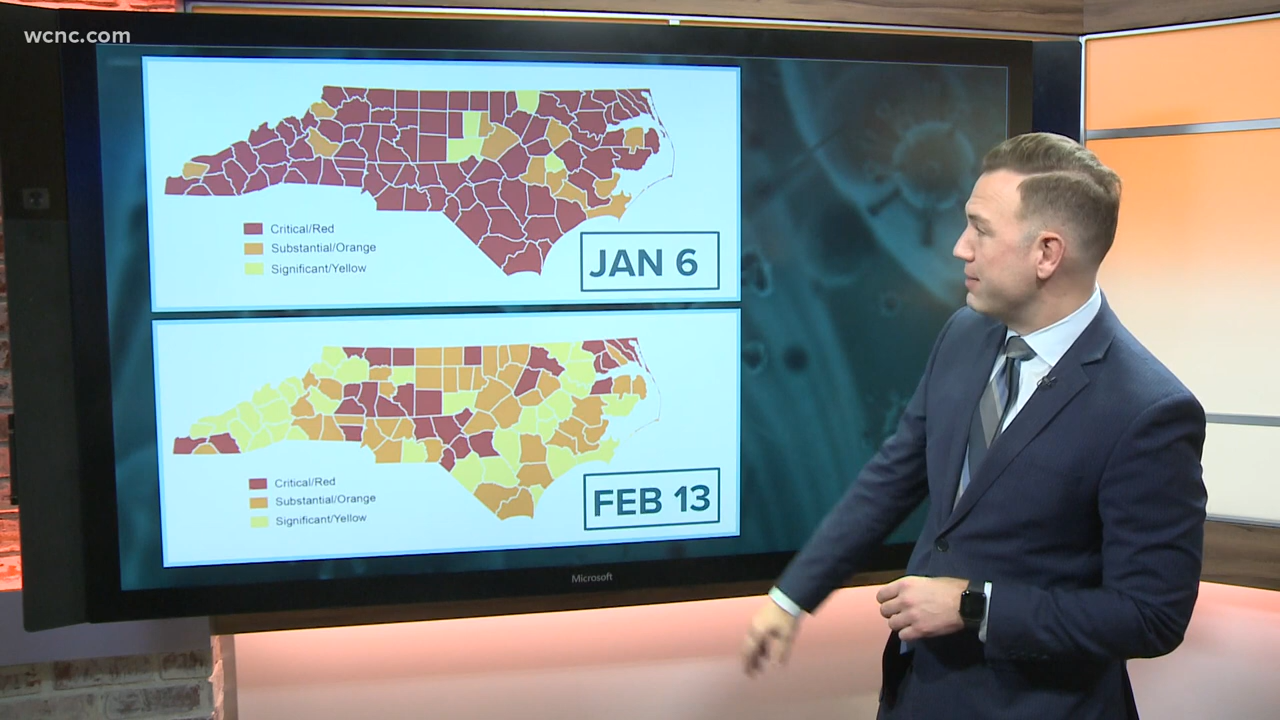 wcnc.com
Critical/Red
Substantial/Orange
Significant/Yellow
JAN 6
Critical/Red
Substantial/Orange
Significant/Yellow
FEB 13
Microsoft